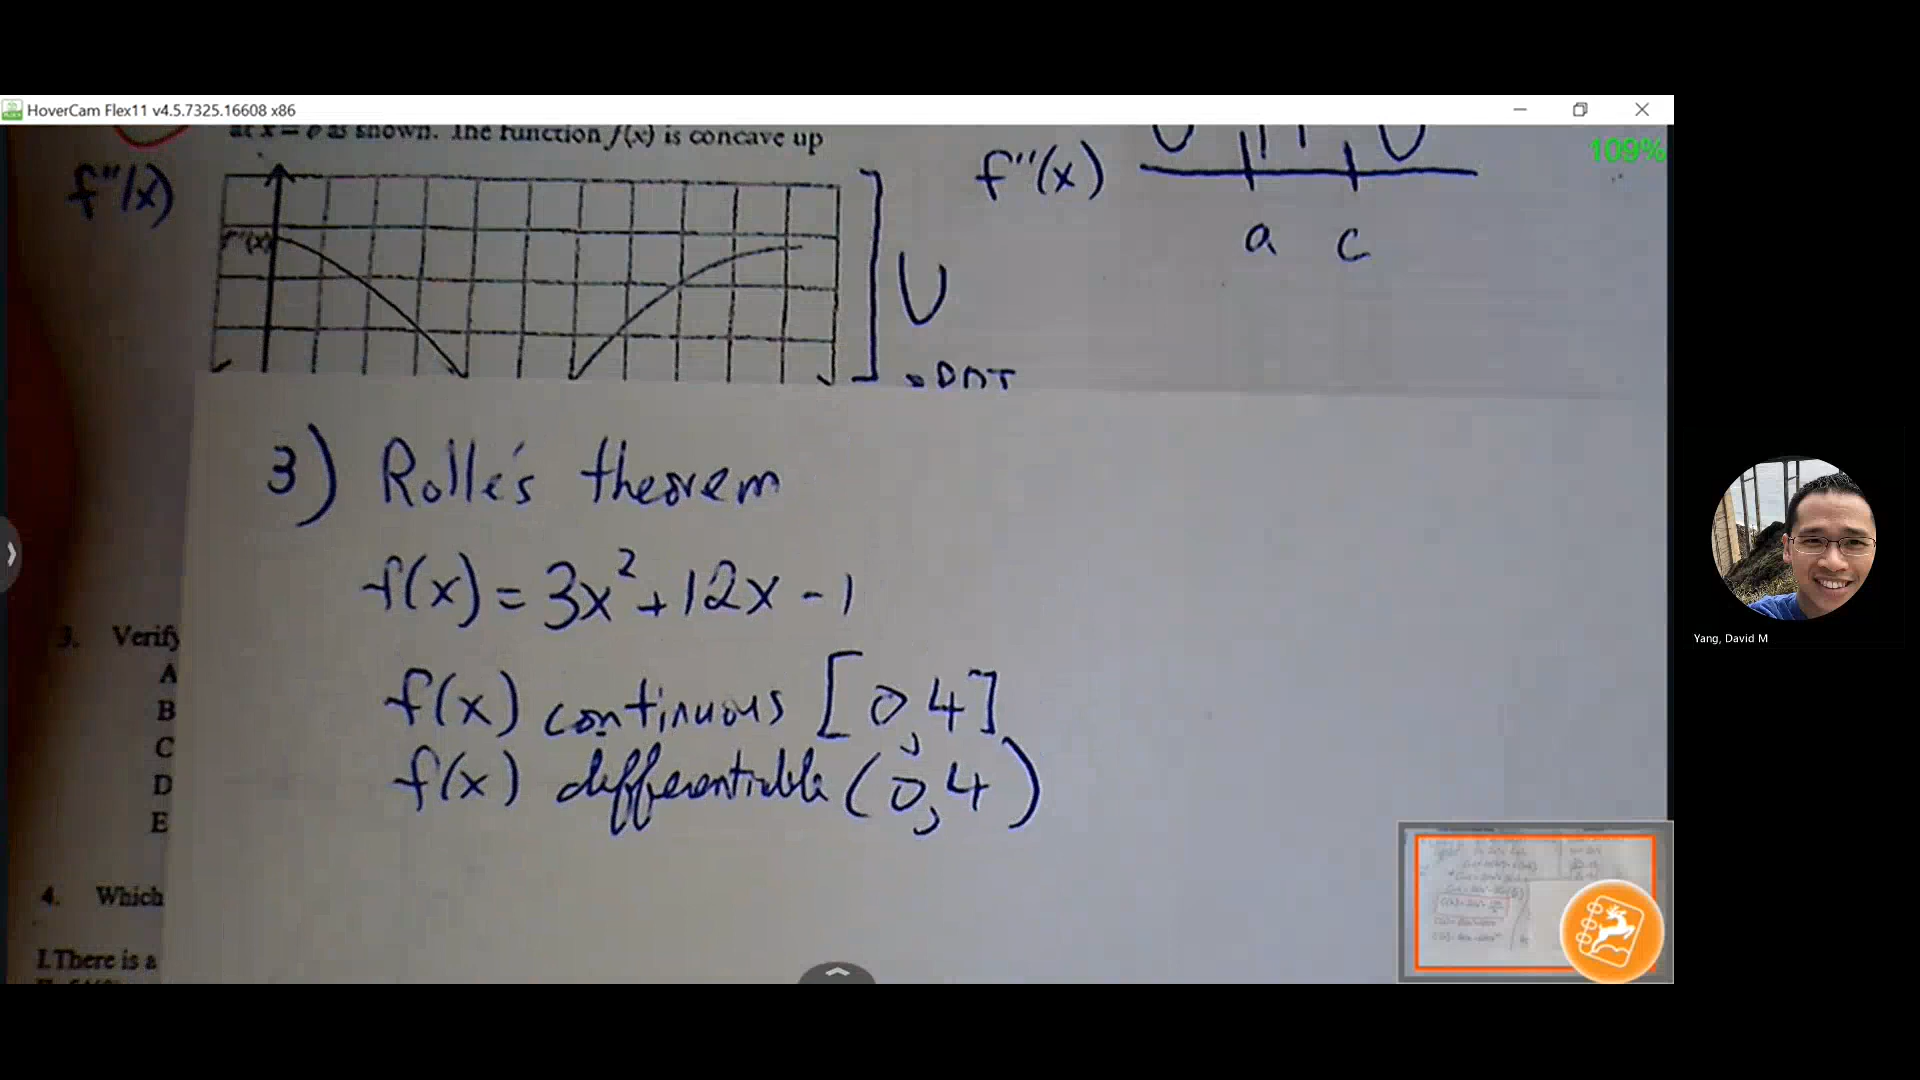 HoverCam Flex11 v4.5.7325.16608 x86
at x = as shown. The function f(x) is concave up
109%
f''(x)
f''(x)
a c
f''(x)
U
3) Rolle's theorem
f(x) = 3x² + 12x - 1
f(x) continuous [0,4]
f(x) differentiable (0,4)
3. Verify
A
B
C
D
E
4. Which
I.There is a
Yang, David M